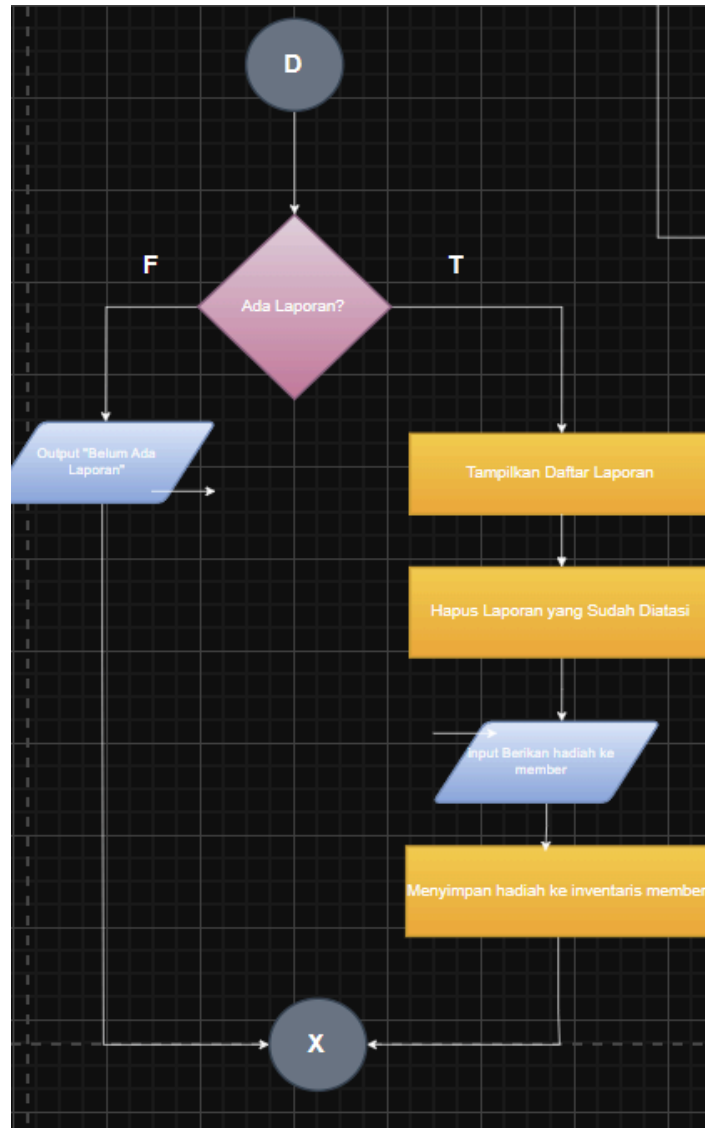 D
F
T
Ada Laporan?
Output "Belum Ada
Laporan"
Tampilkan Daftar Laporan
Hapus Laporan yang Sudah Diatasi
Input Berikan hadiah ke
member
Menyimpan hadiah ke inventaris member
X